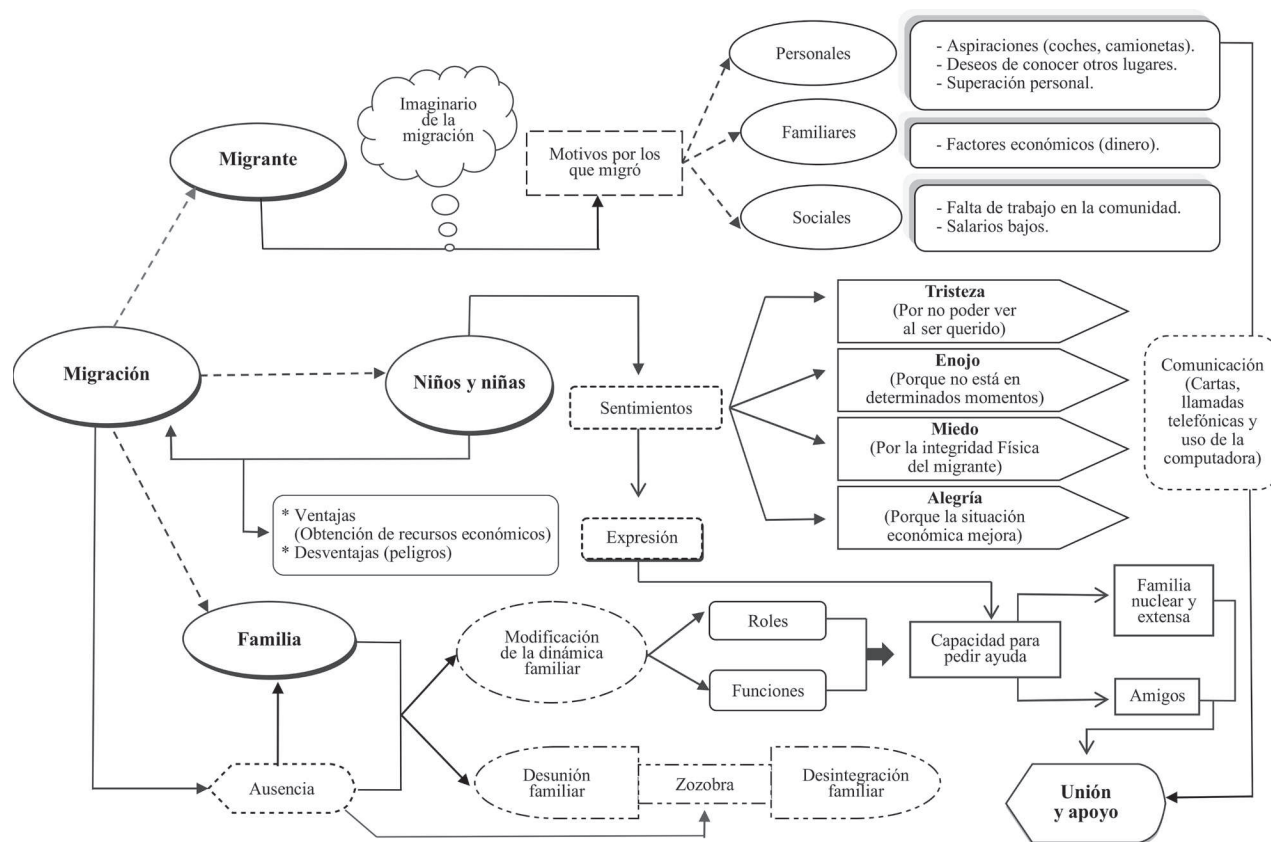 Imaginario
de la
migración
Migrante
Motivos por los
que migró
Personales
- Aspiraciones (coches, camionetas).
- Deseos de conocer otros lugares.
- Superación personal.
Familiares
- Factores económicos (dinero).
Sociales
- Falta de trabajo en la comunidad.
- Salarios bajos.
Migración
Niños y niñas
Sentimientos
Tristeza
(Por no poder ver
al ser querido)
Enojo
(Porque no está en
determinados momentos)
Miedo
(Por la integridad Física
del migrante)
Alegría
(Porque la situación
económica mejora)
Comunicación
(Cartas,
llamadas
telefónicas y
uso de la
computadora)
* Ventajas
(Obtención de recursos económicos)
* Desventajas (peligros)
Expresión
Familia
Modificación
de la dinámica
familiar
Roles
Funciones
Capacidad para
pedir ayuda
Familia
nuclear y
extensa
Amigos
Ausencia
Desunión
familiar
Zozobra
Desintegración
familiar
Unión
y apoyo